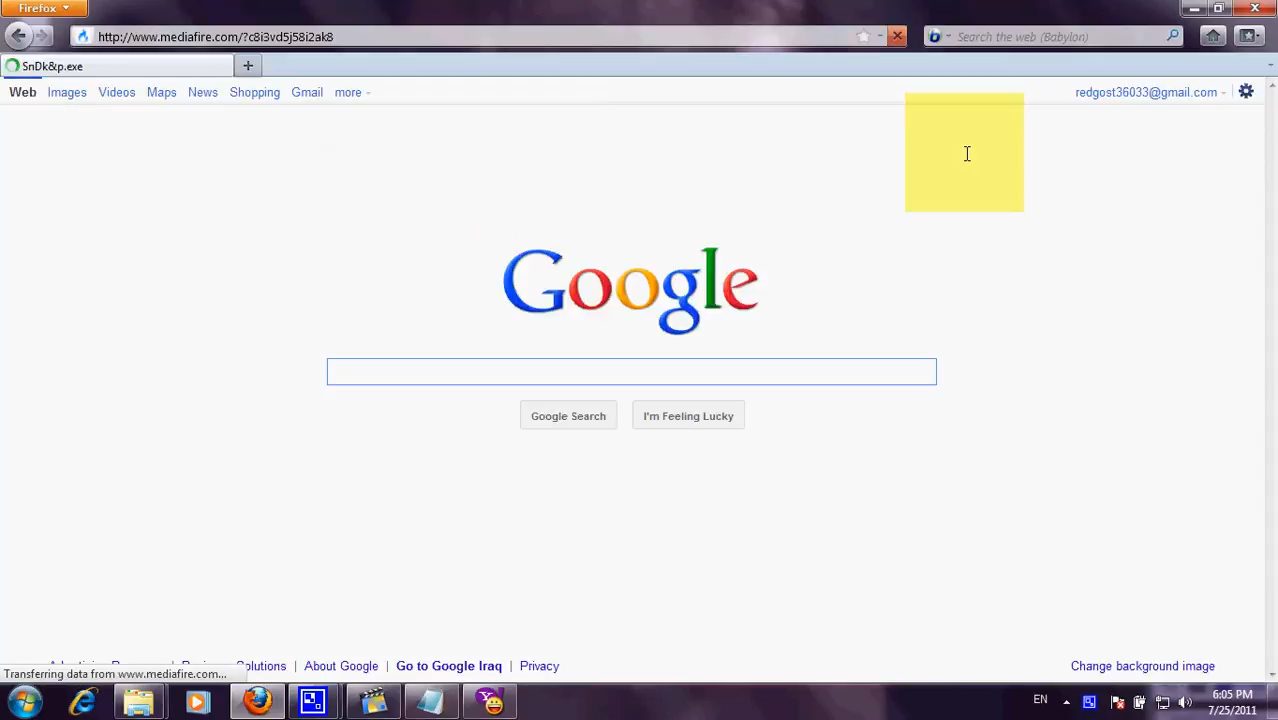 Firefox
http://www.mediafire.com/?c8i3vd5j58i2ak8
Search the web (Babylon)
SnDk&p.exe
Web Images Videos Maps News Shopping Gmail more
redgost36033@gmail.com
Google
Google Search
I'm Feeling Lucky
Solutions
About Google
Go to Google Iraq
Privacy
Change background image
Transferring data from www.mediafire.com...
EN
6:05 PM
7/25/2011